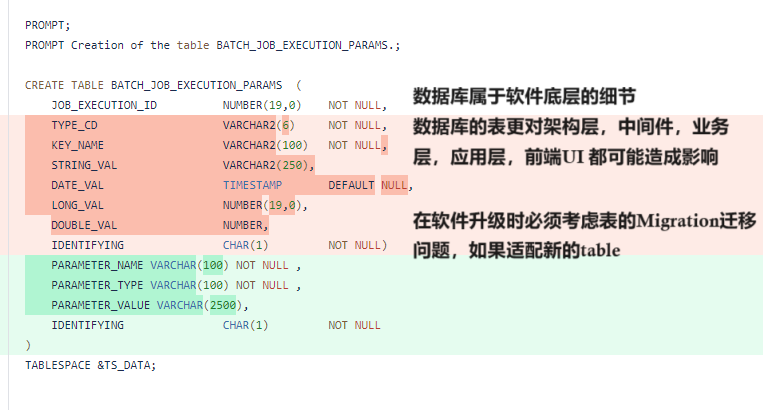 PROMPT;
PROMPT Creation of the table BATCH_JOB_EXECUTION_PARAMS.;
CREATE TABLE BATCH_JOB_EXECUTION_PARAMS  (
JOB_EXECUTION_ID NUMBER(19,0) NOT NULL,
TYPE_CD VARCHAR2(6) NOT NULL,
KEY_NAME VARCHAR2(100) NOT NULL,
STRING_VAL VARCHAR2(250),
DATE_VAL TIMESTAMP DEFAULT NULL,
LONG_VAL NUMBER(19,0),
DOUBLE_VAL NUMBER,
IDENTIFYING CHAR(1) NOT NULL)
PARAMETER_NAME VARCHAR(100) NOT NULL ,
PARAMETER_TYPE VARCHAR(100) NOT NULL ,
PARAMETER_VALUE VARCHAR(2500),
IDENTIFYING CHAR(1) NOT NULL
)
TABLESPACE &TS_DATA;
数据库属于软件底层的细节
数据库的表更对架构层，中间件，业务
层，应用层，前端UI 都可能造成影响
在软件升级时必须考虑表的Migration迁移
问题，如果适配新的table